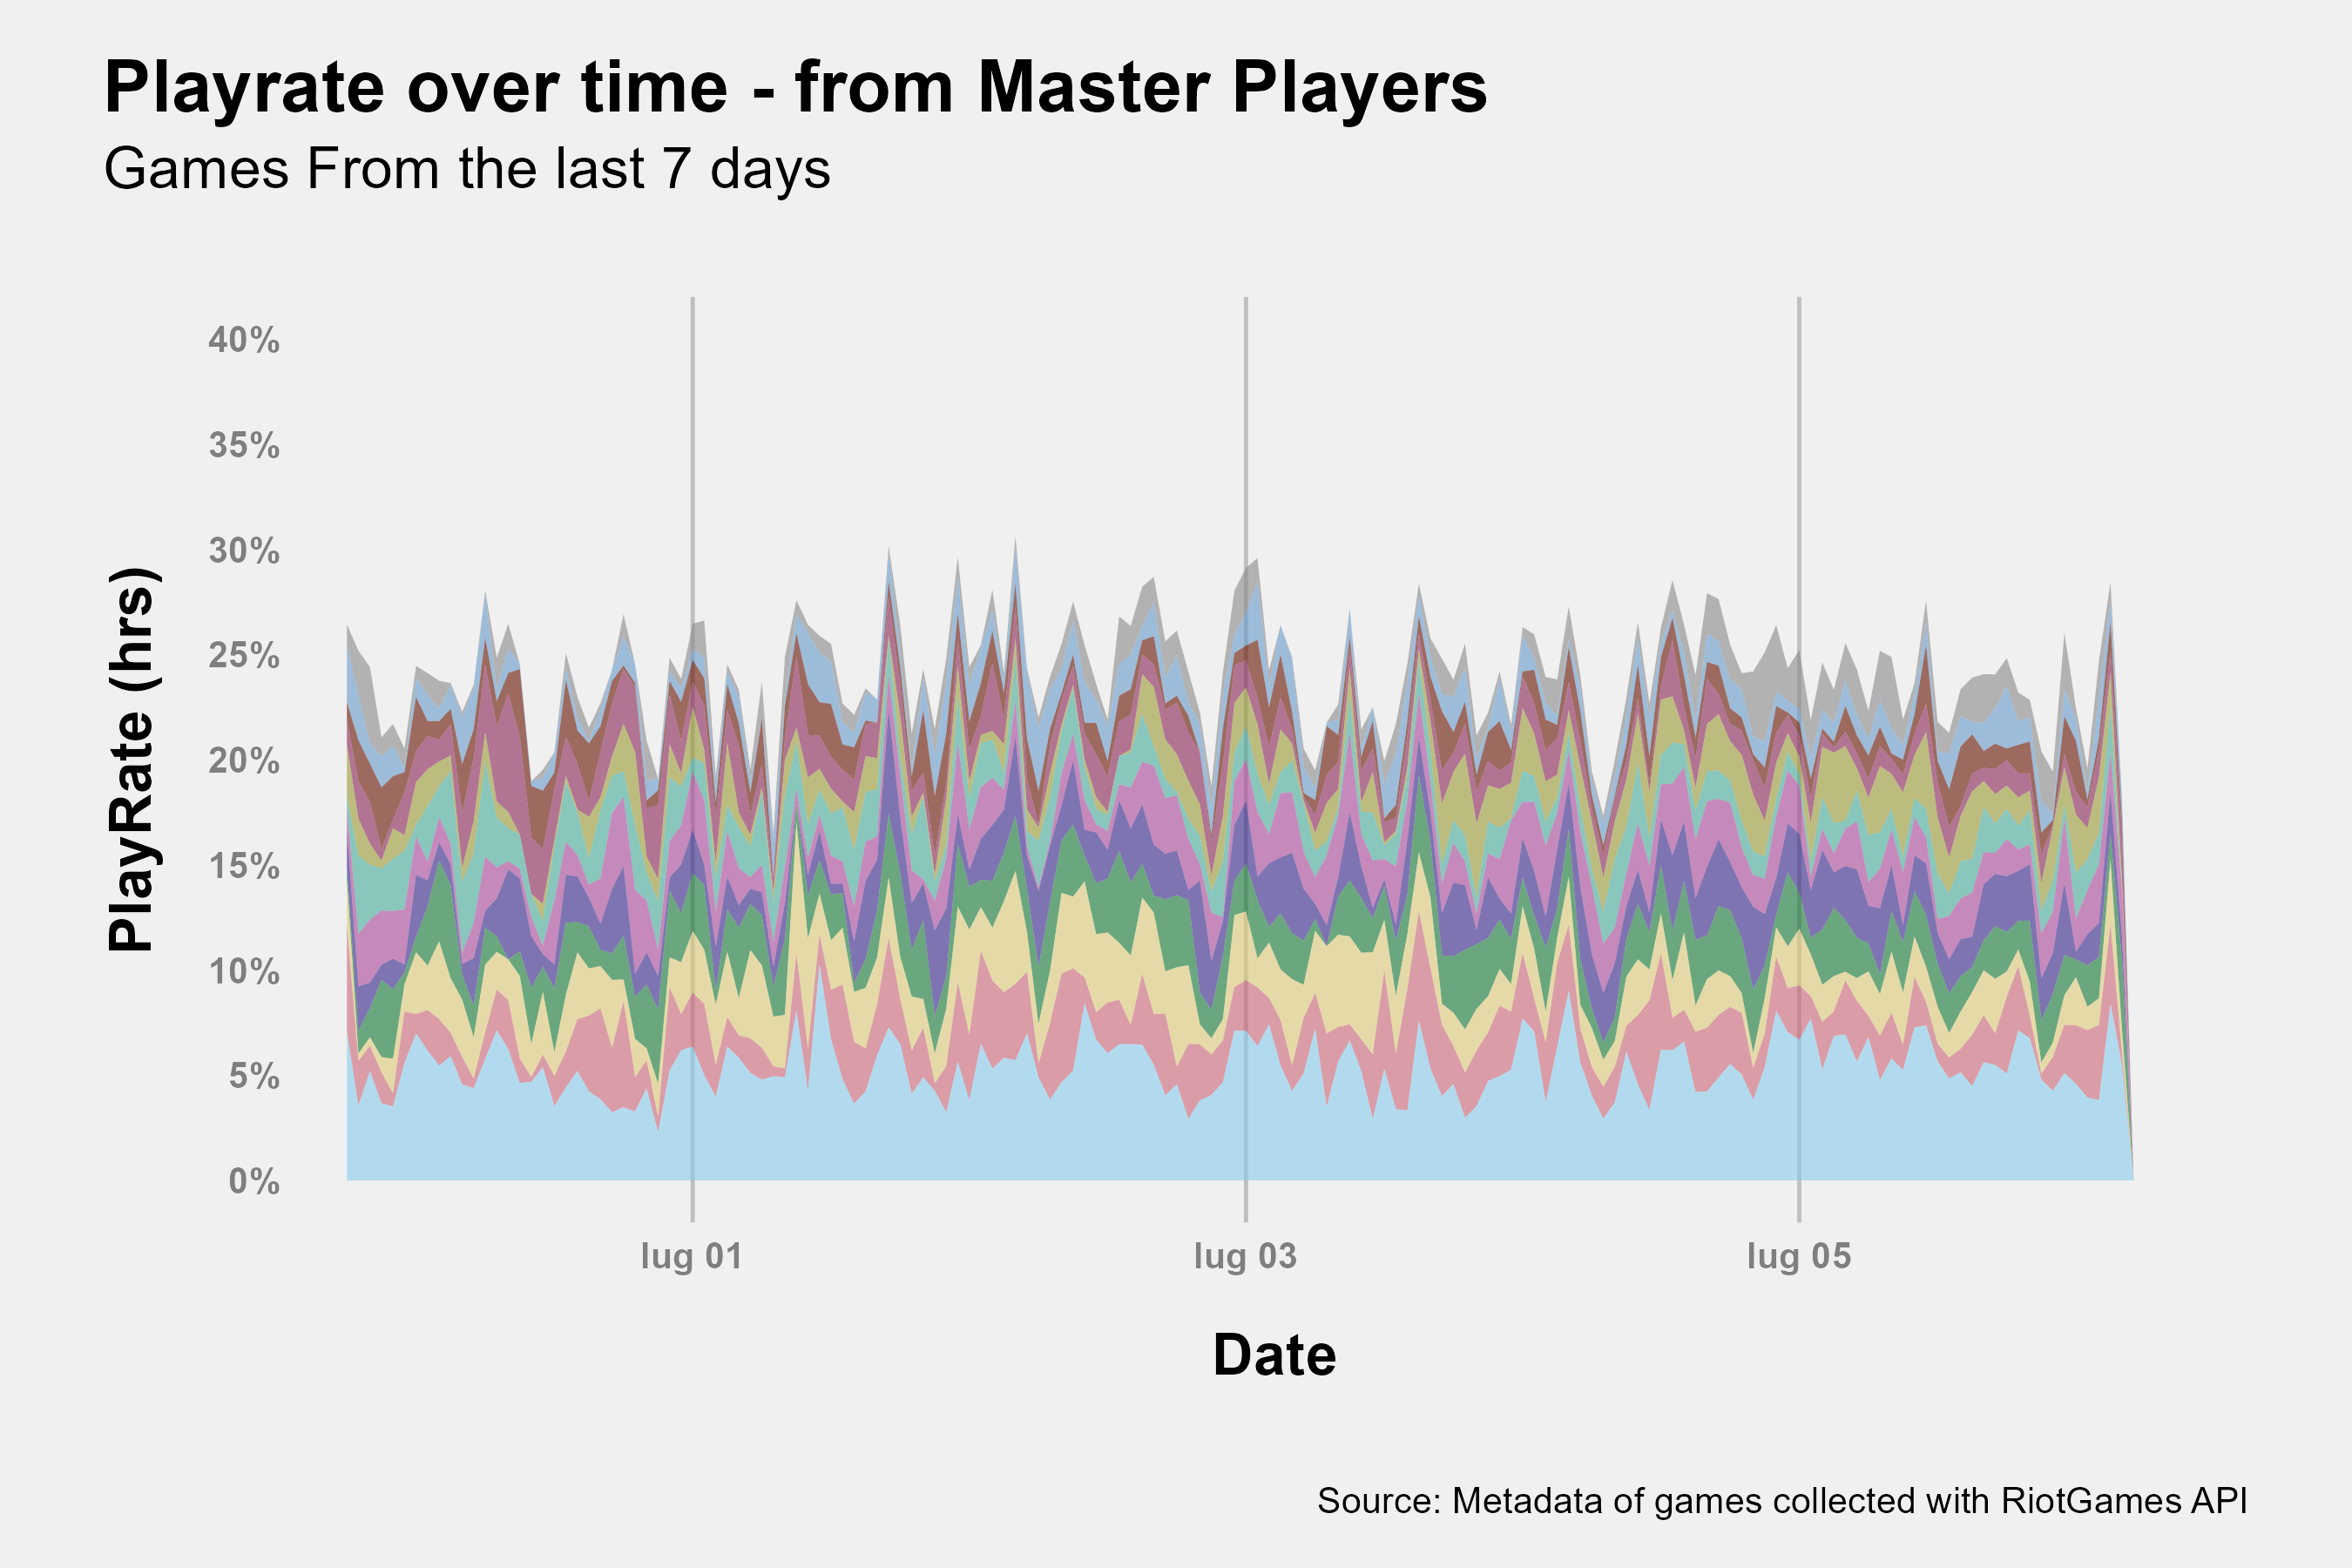 Playrate over time - from Master Players
Games From the last 7 days
40%
35%
30%
25%
20%
15%
10%
5%
0%
PlayRate (hrs)
lug 01
lug 03
lug 05
Date
Source: Metadata of games collected with RiotGames API